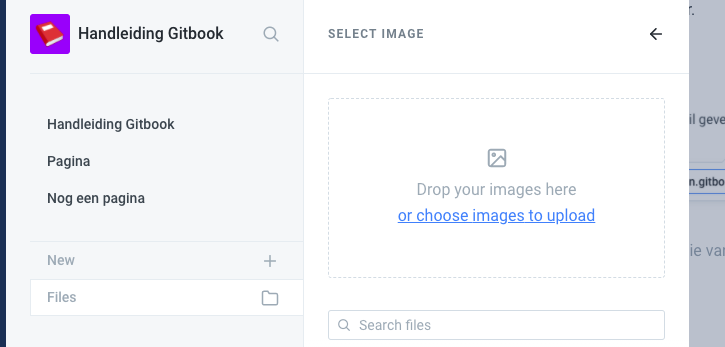 Handleiding Gitbook
SELECT IMAGE
r.
Handleiding Gitbook
Pagina
Nog een pagina
New
Files
Drop your images here
or choose images to upload
Search files
il geve
n.gitbo
ie van